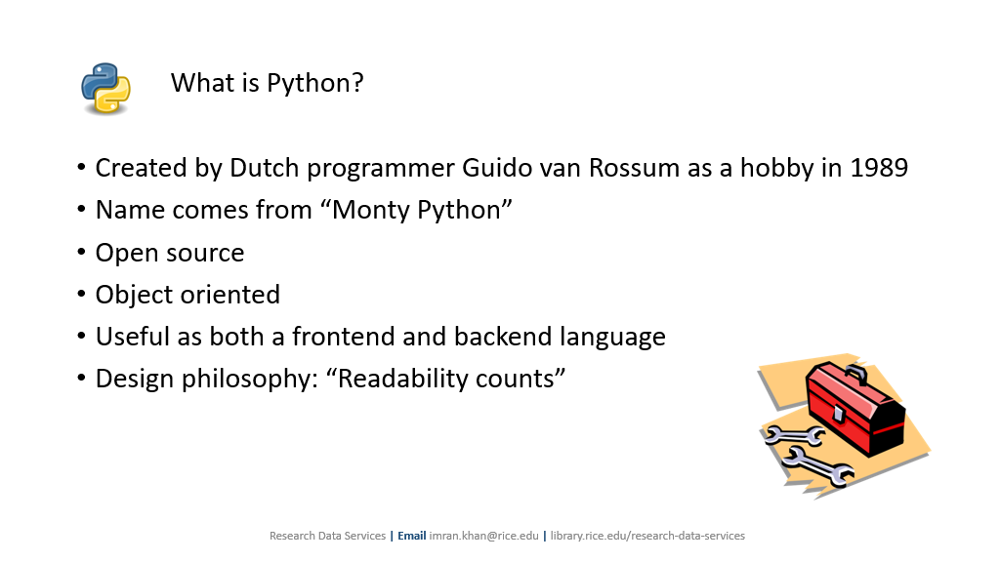 What is Python?
• Created by Dutch programmer Guido van Rossum as a hobby in 1989
• Name comes from “Monty Python”
• Open source
• Object oriented
• Useful as both a frontend and backend language
• Design philosophy: “Readability counts”
Research Data Services | Email imran.khan@rice.edu | library.rice.edu/research-data-services